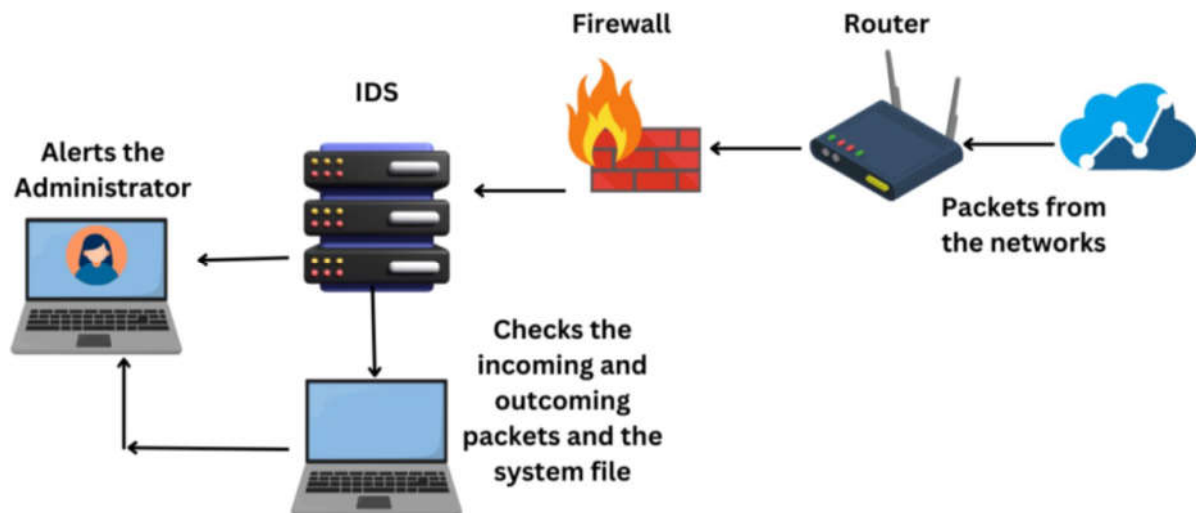 Firewall
Router
IDS
Alerts the
Administrator
Packets from
the networks
Checks the
incoming and
outcoming
packets and the
system file